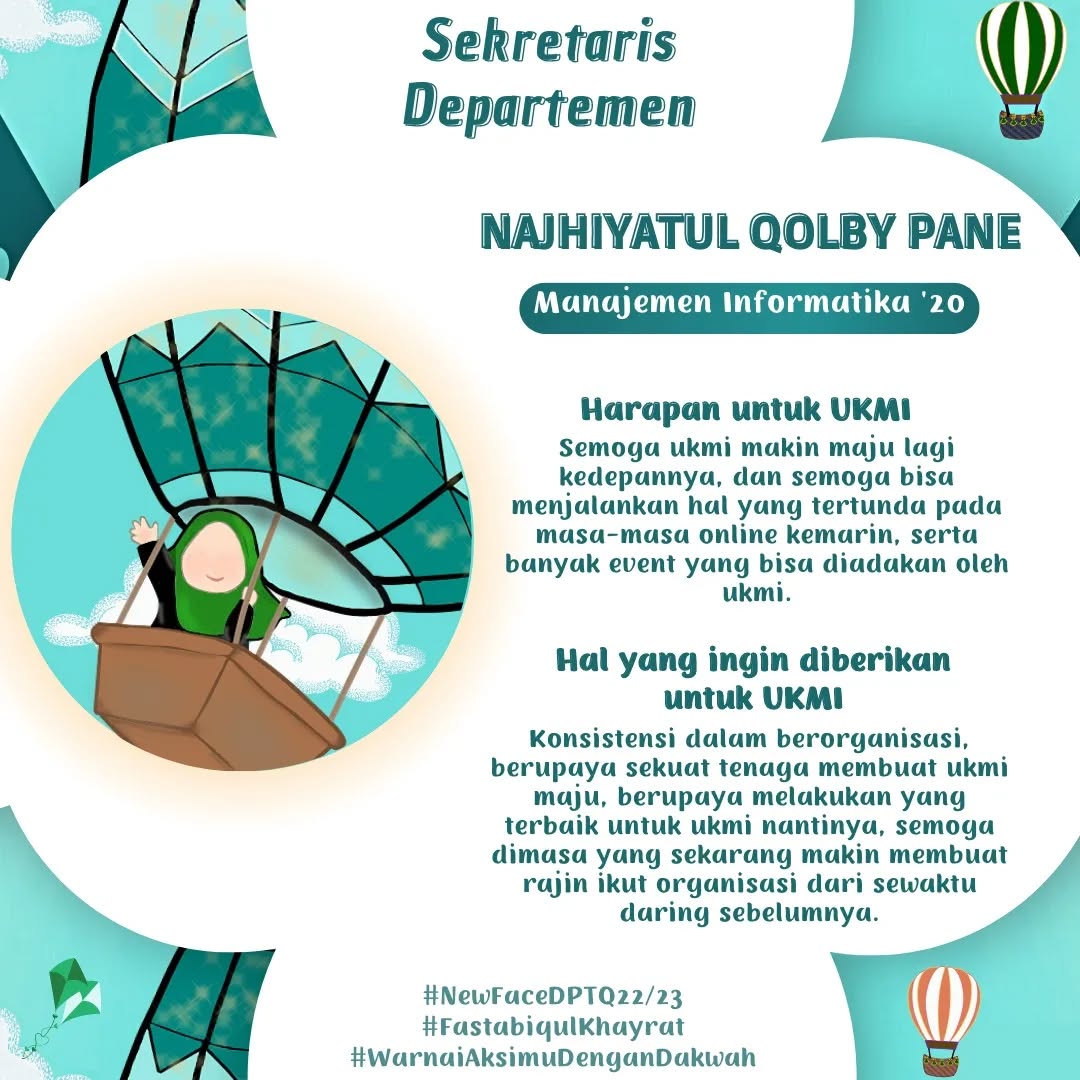 Sekretaris
Departemen
NAJHIYATUL QOLBY PANE
Manajemen Informatika '20
Harapan untuk UKMI
Semoga ukmi makin maju lagi
kedepannya, dan semoga bisa
menjalankan hal yang tertunda pada
masa-masa online kemarin, serta
banyak event yang bisa diadakan oleh
ukmi.
Hal yang ingin diberikan
untuk UKMI
Konsistensi dalam berorganisasi,
berupaya sekuat tenaga membuat ukmi
maju, berupaya melakukan yang
terbaik untuk ukmi nantinya, semoga
dimasa yang sekarang makin membuat
rajin ikut organisasi dari sewaktu
daring sebelumnya.
#NewFaceDPTQ22/23
#FastabiqulKhayrat
#WarnaiAksimuDenganDakwah